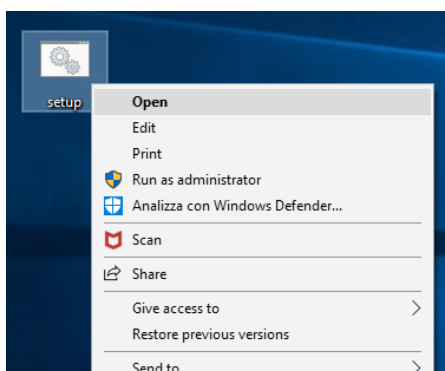 setup
Open
Edit
Print
Run as administrator
Analizza con Windows Defender...
Scan
Share
Give access to
Restore previous versions
Send to